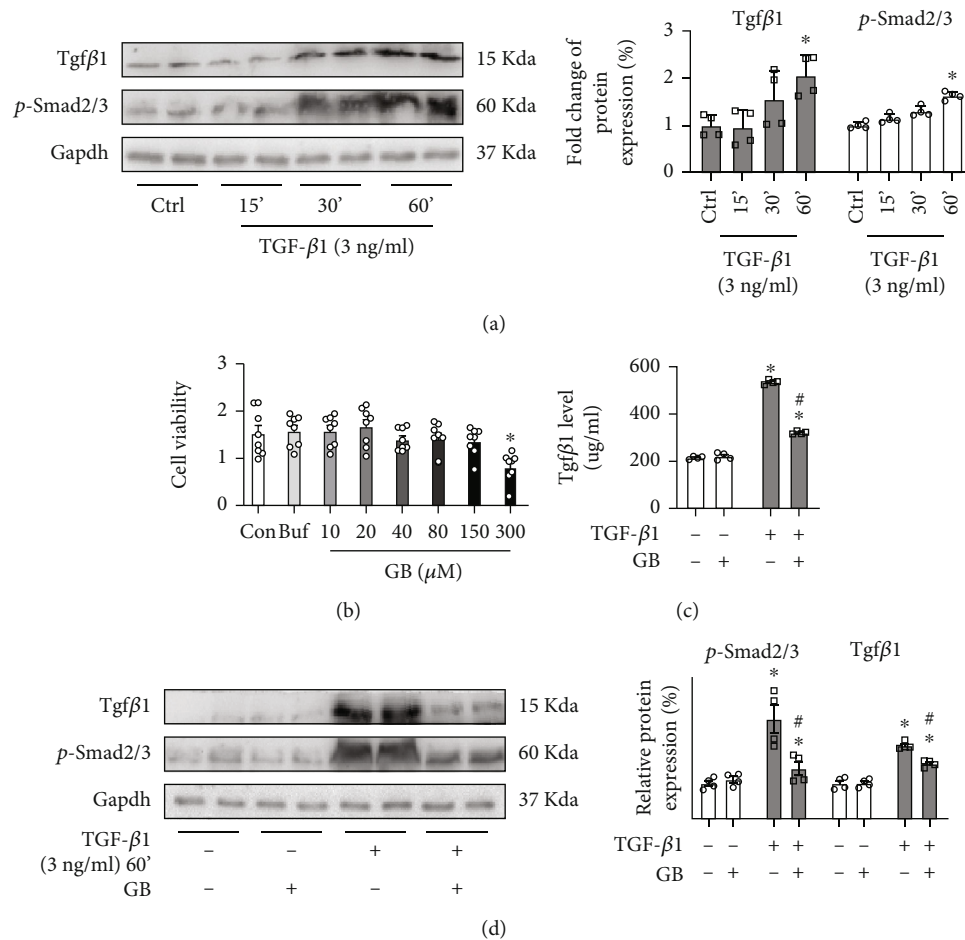 Tgfβ1
15 Kda
p-Smad2/3
60 Kda
Gapdh
37 Kda
Ctrl 15′ 30′ 60′
TGF-β1 (3 ng/ml)
Tgfβ1 p-Smad2/3
Fold change of
protein
expression (%)
3
2
1
0
*
*
Ctrl 15′ 30′ 60′ Ctrl 15′ 30′ 60′
TGF-β1 TGF-β1
(3 ng/ml) (3 ng/ml)
(a)
Cell viability
3
2
1
0
*
Con Buf 10 20 40 80 150 300
GB (μM)
(b)
Tgfβ1 level
(ug/ml)
600
400
200
0
*
#
*
TGF-β1 – – + +
GB – + – +
(c)
Tgfβ1
15 Kda
p-Smad2/3
60 Kda
Gapdh
37 Kda
TGF-β1
(3 ng/ml) 60′ – – + +
GB – + – +
p-Smad2/3 Tgfβ1
Relative protein
expression (%)
*
#
*
*
#
*
TGF-β1 – – + + – – + +
GB – + – + – + – +
(d)